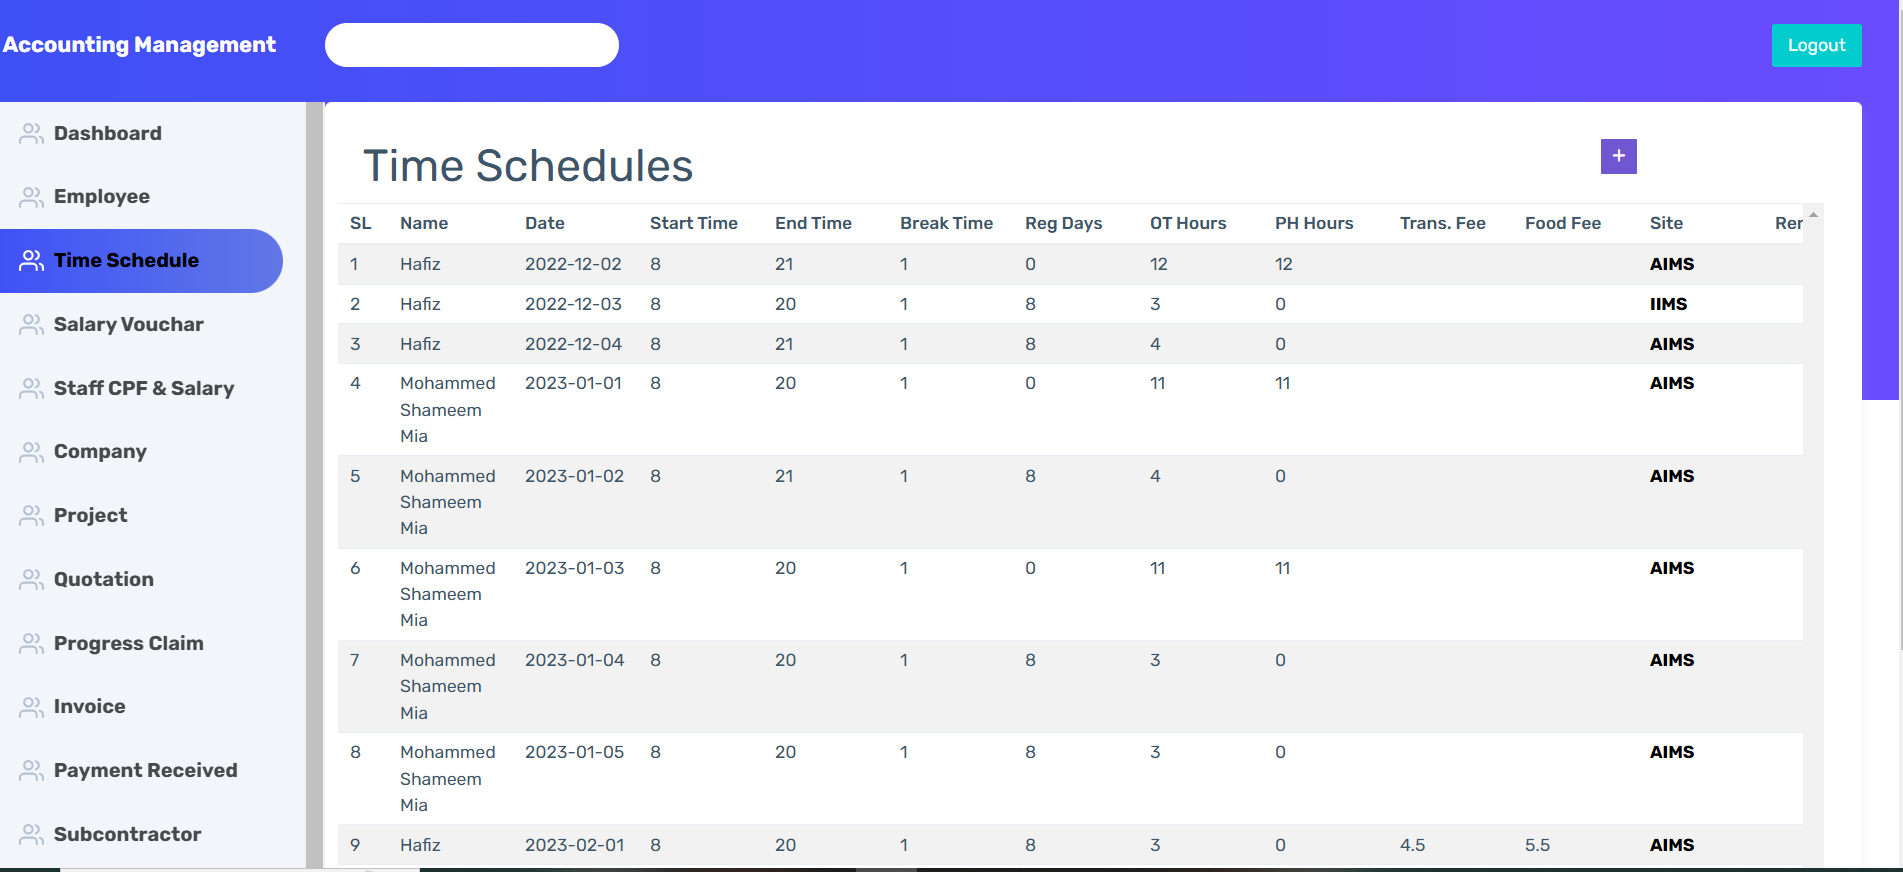 Accounting Management
Logout
Dashboard
Employee
Time Schedule
Salary Vouchar
Staff CPF & Salary
Company
Project
Quotation
Progress Claim
Invoice
Payment Received
Subcontractor
Time Schedules
+
SL Name Date Start Time End Time Break Time Reg Days OT Hours PH Hours Trans. Fee Food Fee Site
1 Hafiz 2022-12-02 8 21 1 0 12 12 AIMS
2 Hafiz 2022-12-03 8 20 1 8 3 0 IIMS
3 Hafiz 2022-12-04 8 21 1 8 4 0 AIMS
4 Mohammed 2023-01-01 8 20 1 0 11 11 AIMS
Shameem
Mia
5 Mohammed 2023-01-02 8 21 1 8 4 0 AIMS
Shameem
Mia
6 Mohammed 2023-01-03 8 20 1 0 11 11 AIMS
Shameem
Mia
7 Mohammed 2023-01-04 8 20 1 8 3 0 AIMS
Shameem
Mia
8 Mohammed 2023-01-05 8 20 1 8 3 0 AIMS
Shameem
Mia
9 Hafiz 2023-02-01 8 20 1 8 3 0 4.5 5.5 AIMS